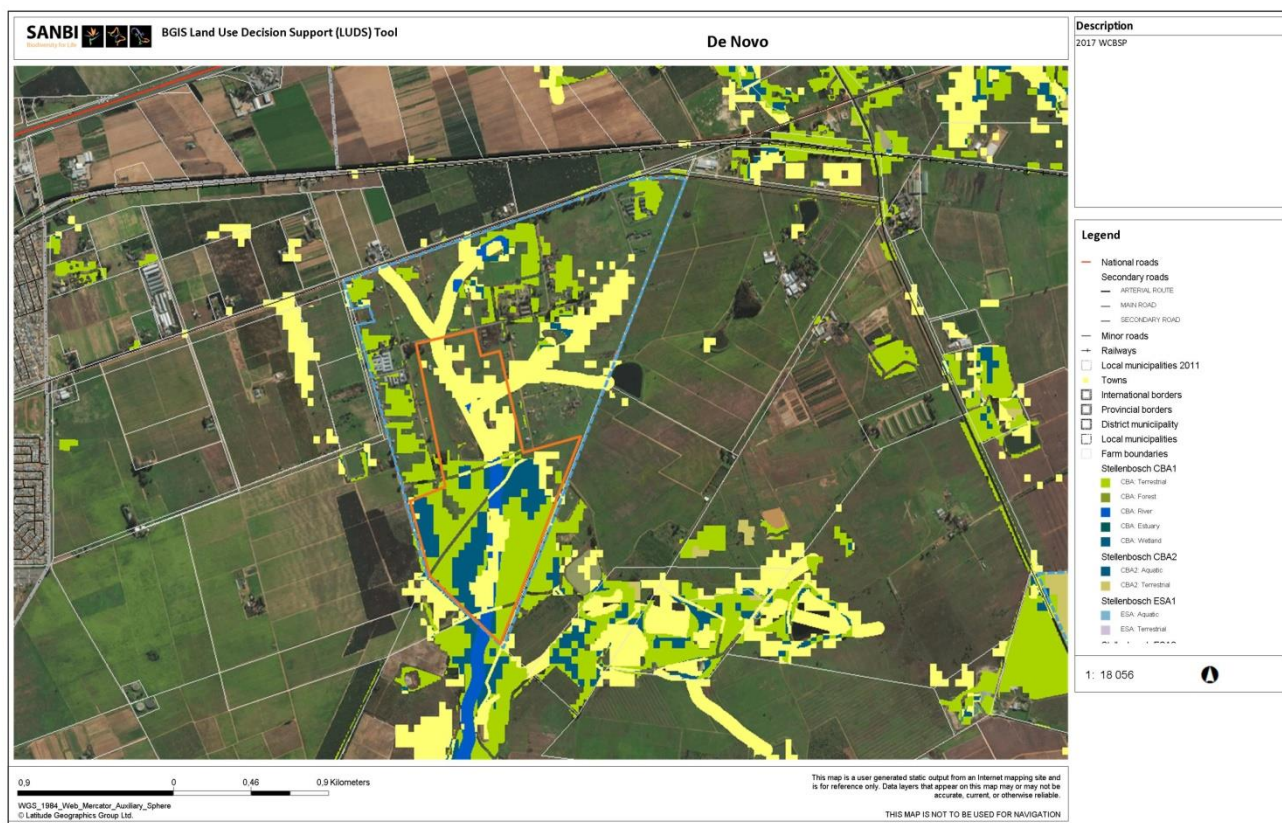 SANBI
Biodiversity for Life
BGIS Land Use Decision Support (LUDS) Tool
De Novo
Description
2017 WCBSP
Legend
National roads
Secondary roads
ARTERIAL ROUTE
MAIN ROAD
SECONDARY ROAD
Minor roads
Railways
Local municipalities 2011
Towns
International borders
Provincial borders
District municiipality
Local municipalities
Farm boundaries
Stellenbosch CBA1
CBA: Terrestrial
CBA: Forest
CBA: River
CBA: Estuary
CBA: Wetland
Stellenbosch CBA2
CBA2: Aquatic
CBA2: Terrestrial
Stellenbosch ESA1
ESA: Aquatic
ESA: Terrestrial
1: 18 056
0,9 0 0,46 0,9 Kilometers
WGS_1984_Web_Mercator_Auxiliary_Sphere
© Latitude Geographics Group Ltd.
This map is a user generated static output from an Internet mapping site and
is for reference only. Data layers that appear on this map may or may not be
accurate, current, or otherwise reliable.
THIS MAP IS NOT TO BE USED FOR NAVIGATION